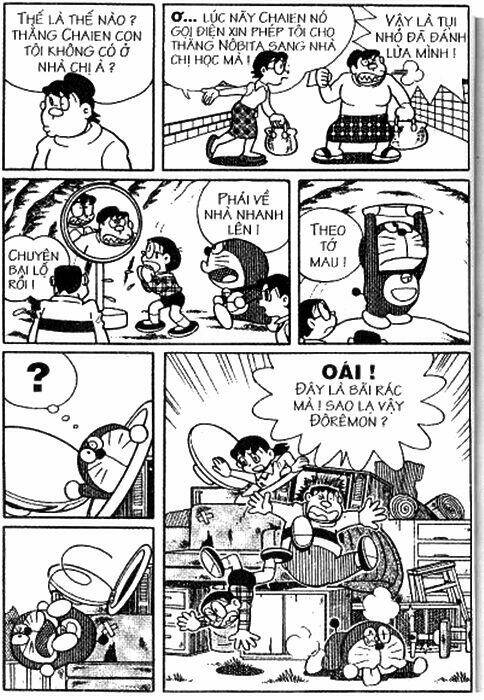 THẾ LÀ THẾ NÀO ?
THẰNG CHAIEN CON
TÔI KHÔNG CÓ Ở
NHÀ CHỊ À ?
Ơ... LÚC NÃY CHAIEN NÓ
GỌI ĐIỆN XIN PHÉP TÔI CHO
THẰNG NÔBITA SANG NHÀ
CHỊ HỌC MÀ !
VẬY LÀ TỤI
NHỎ ĐÃ ĐÁNH
LỪA MÌNH !
CHUYỆN
BẠI LỘ
RỒI !
PHẢI VỀ
NHÀ NHANH
LÊN !
THEO
TỚ
MAU !
?
OÁI !
ĐÂY LÀ BÃI RÁC
MÀ ! SAO LẠ VẬY
ĐÔRÊMON ?